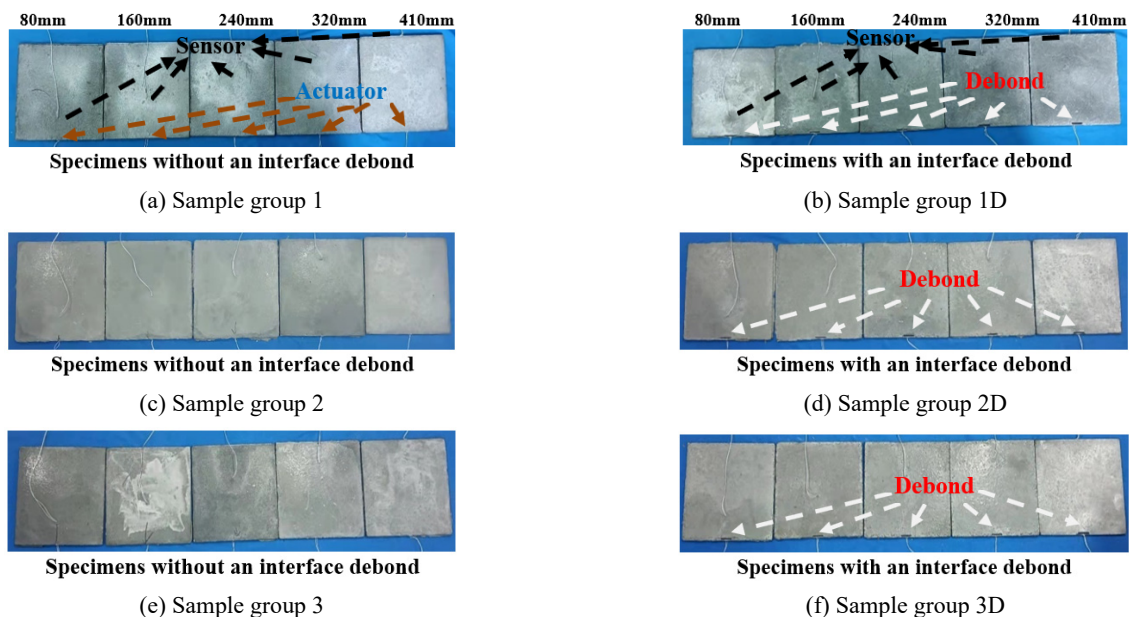 80mm 160mm 240mm 320mm 410mm
Sensor
Actuator
Specimens without an interface debond
(a) Sample group 1
80mm 160mm 240mm 320mm 410mm
Sensor
Debond
Specimens with an interface debond
(b) Sample group 1D
Specimens without an interface debond
(c) Sample group 2
Debond
Specimens with an interface debond
(d) Sample group 2D
Specimens without an interface debond
(e) Sample group 3
Debond
Specimens with an interface debond
(f) Sample group 3D